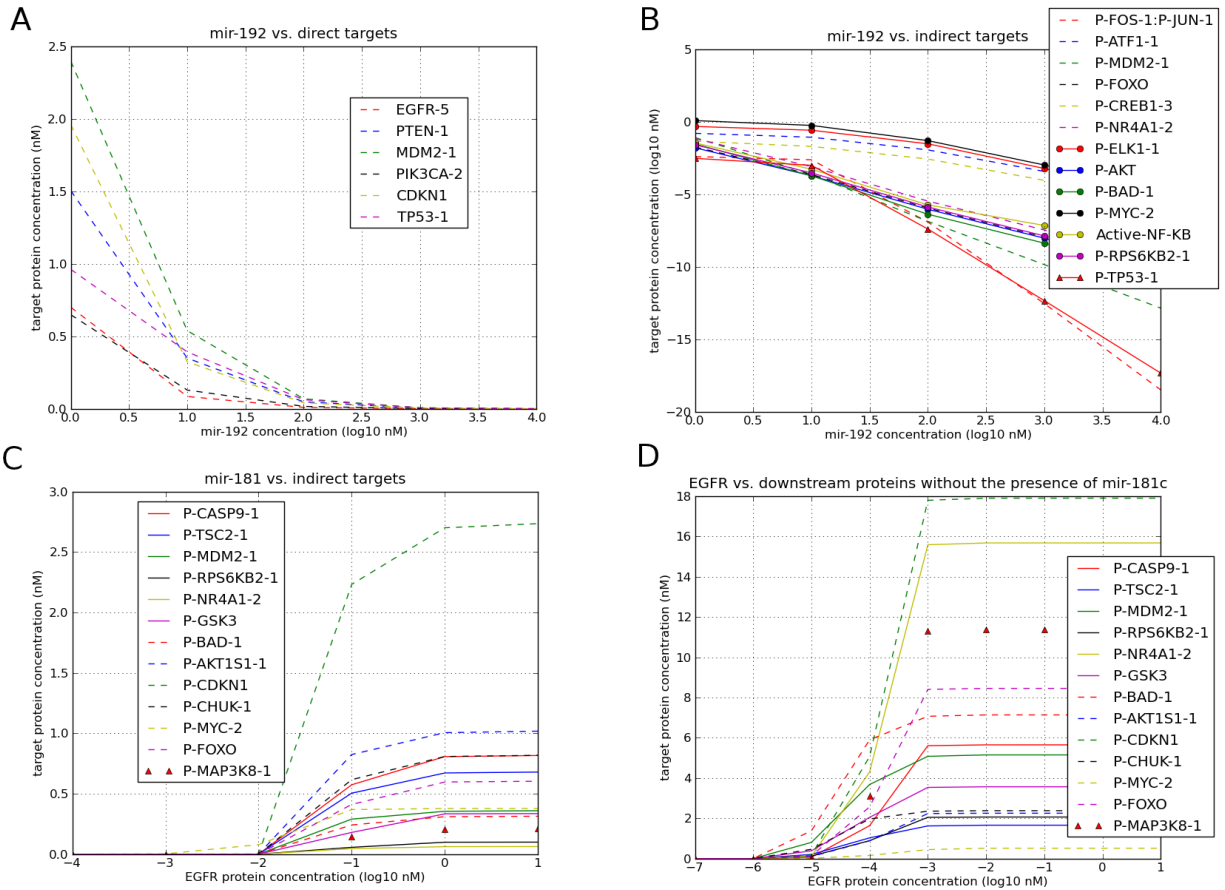 A
mir-192 vs. direct targets
target protein concentration (nM)
2.5
2.0
1.5
1.0
0.5
0.0
EGFR-5
PTEN-1
MDM2-1
PIK3CA-2
CDKN1
TP53-1
0.0 0.5 1.0 1.5 2.0 2.5 3.0 3.5 4.0
mir-192 concentration (log10 nM)
B
mir-192 vs. indirect targets
target protein concentration (log10 nM)
5
0
−5
−10
−15
−20
P-FOS-1:P-JUN-1
P-ATF1-1
P-MDM2-1
P-FOXO
P-CREB1-3
P-NR4A1-2
P-ELK1-1
P-AKT
P-BAD-1
P-MYC-2
Active-NF-KB
P-RPS6KB2-1
P-TP53-1
0.0 0.5 1.0 1.5 2.0 2.5 3.0 3.5 4.0
mir-192 concentration (log10 nM)
C
mir-181 vs. indirect targets
target protein concentration (nM)
3.0
2.5
2.0
1.5
1.0
0.5
0.0
P-CASP9-1
P-TSC2-1
P-MDM2-1
P-RPS6KB2-1
P-NR4A1-2
P-GSK3
P-BAD-1
P-AKT1S1-1
P-CDKN1
P-CHUK-1
P-MYC-2
P-FOXO
P-MAP3K8-1
−4 −3 −2 −1 0 1
EGFR protein concentration (log10 nM)
D
EGFR vs. downstream proteins without the presence of mir-181c
target protein concentration (nM)
18
16
14
12
10
8
6
4
2
0
P-CASP9-1
P-TSC2-1
P-MDM2-1
P-RPS6KB2-1
P-NR4A1-2
P-GSK3
P-BAD-1
P-AKT1S1-1
P-CDKN1
P-CHUK-1
P-MYC-2
P-FOXO
P-MAP3K8-1
−7 −6 −5 −4 −3 −2 −1 0 1
EGFR protein concentration (log10 nM)